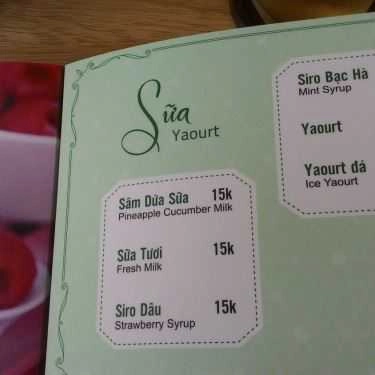 Sữa
Yaourt
Sâm Dứa Sữa 15k
Pineapple Cucumber Milk
Sữa Tươi 15k
Fresh Milk
Siro Dâu 15k
Strawberry Syrup
Siro Bạc Hà
Mint Syrup
Yaourt
Yaourt đá
Ice Yaourt